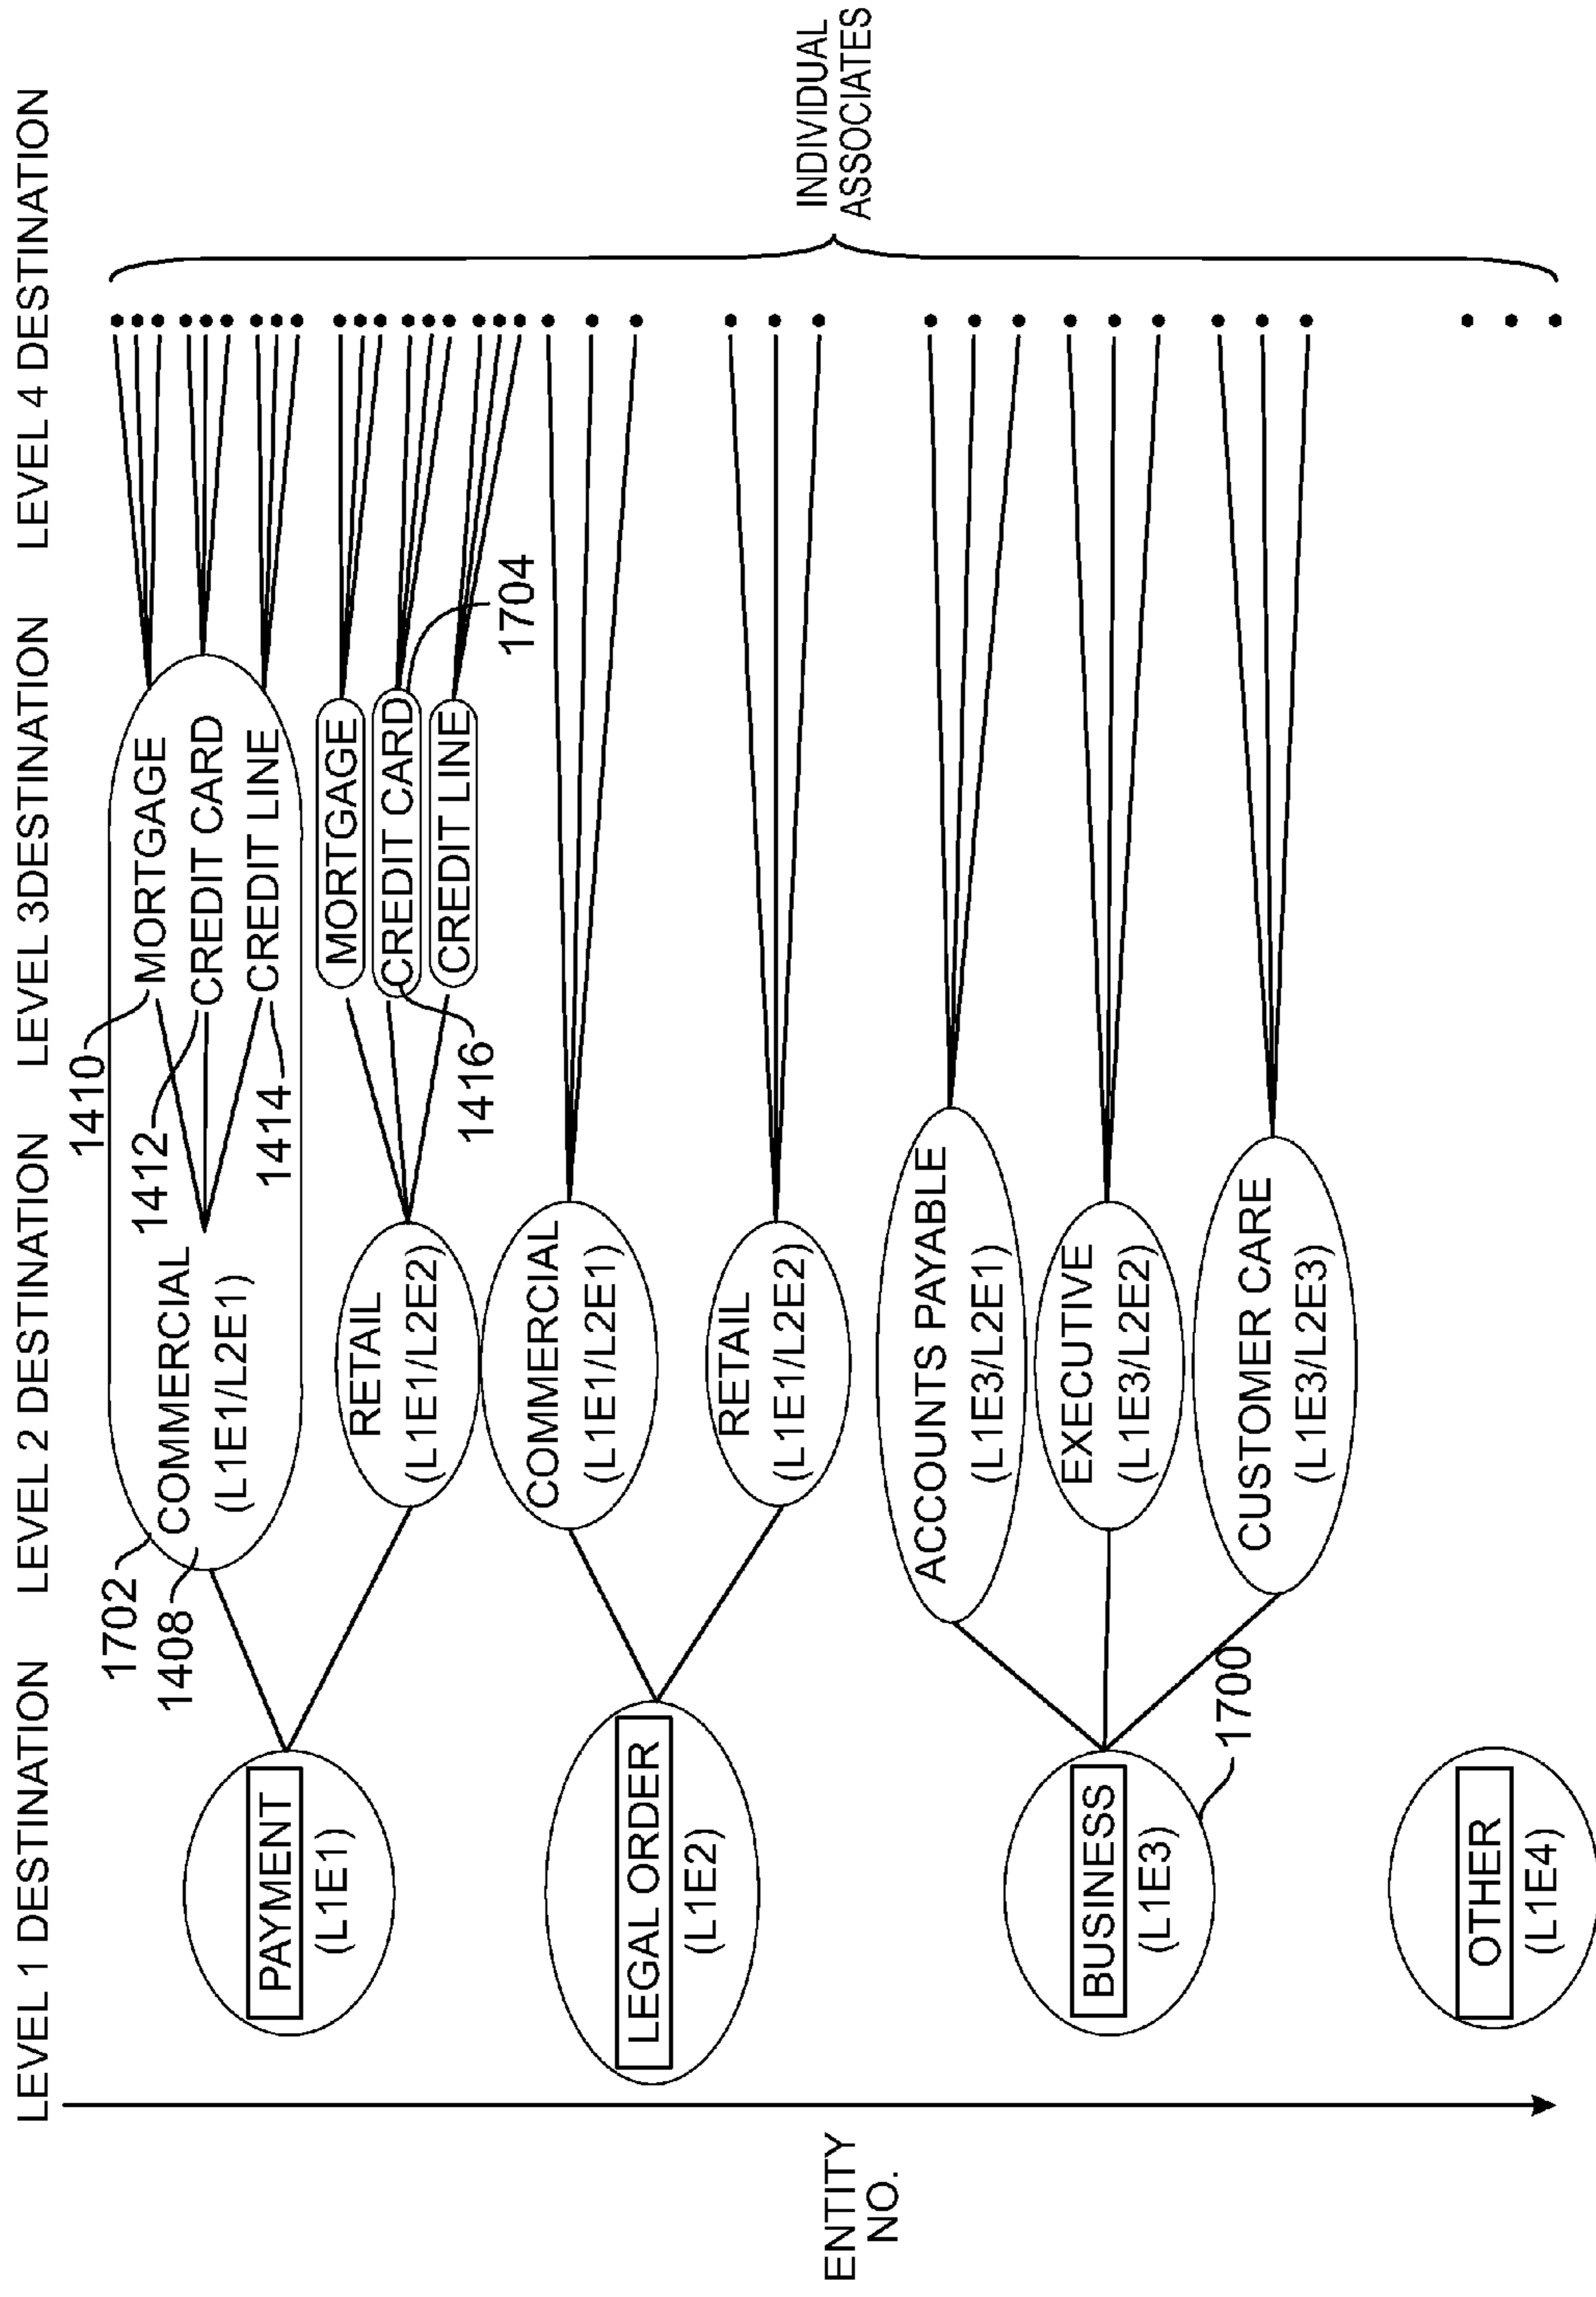 LEVEL 1 DESTINATION
LEVEL 2 DESTINATION
LEVEL 3DESTINATION
LEVEL 4 DESTINATION
ENTITY
NO.
PAYMENT
(L1E1)
LEGAL ORDER
(L1E2)
BUSINESS
(L1E3)
1700
OTHER
(L1E4)
1702
1408
COMMERCIAL
(L1E1/L2E1)
RETAIL
(L1E1/L2E2)
COMMERCIAL
(L1E1/L2E1)
RETAIL
(L1E1/L2E2)
ACCOUNTS PAYABLE
(L1E3/L2E1)
EXECUTIVE
(L1E3/L2E2)
CUSTOMER CARE
(L1E3/L2E3)
1410
1412
1414
MORTGAGE
CREDIT CARD
CREDIT LINE
MORTGAGE
CREDIT CARD
CREDIT LINE
1416
1704
INDIVIDUAL
ASSOCIATES